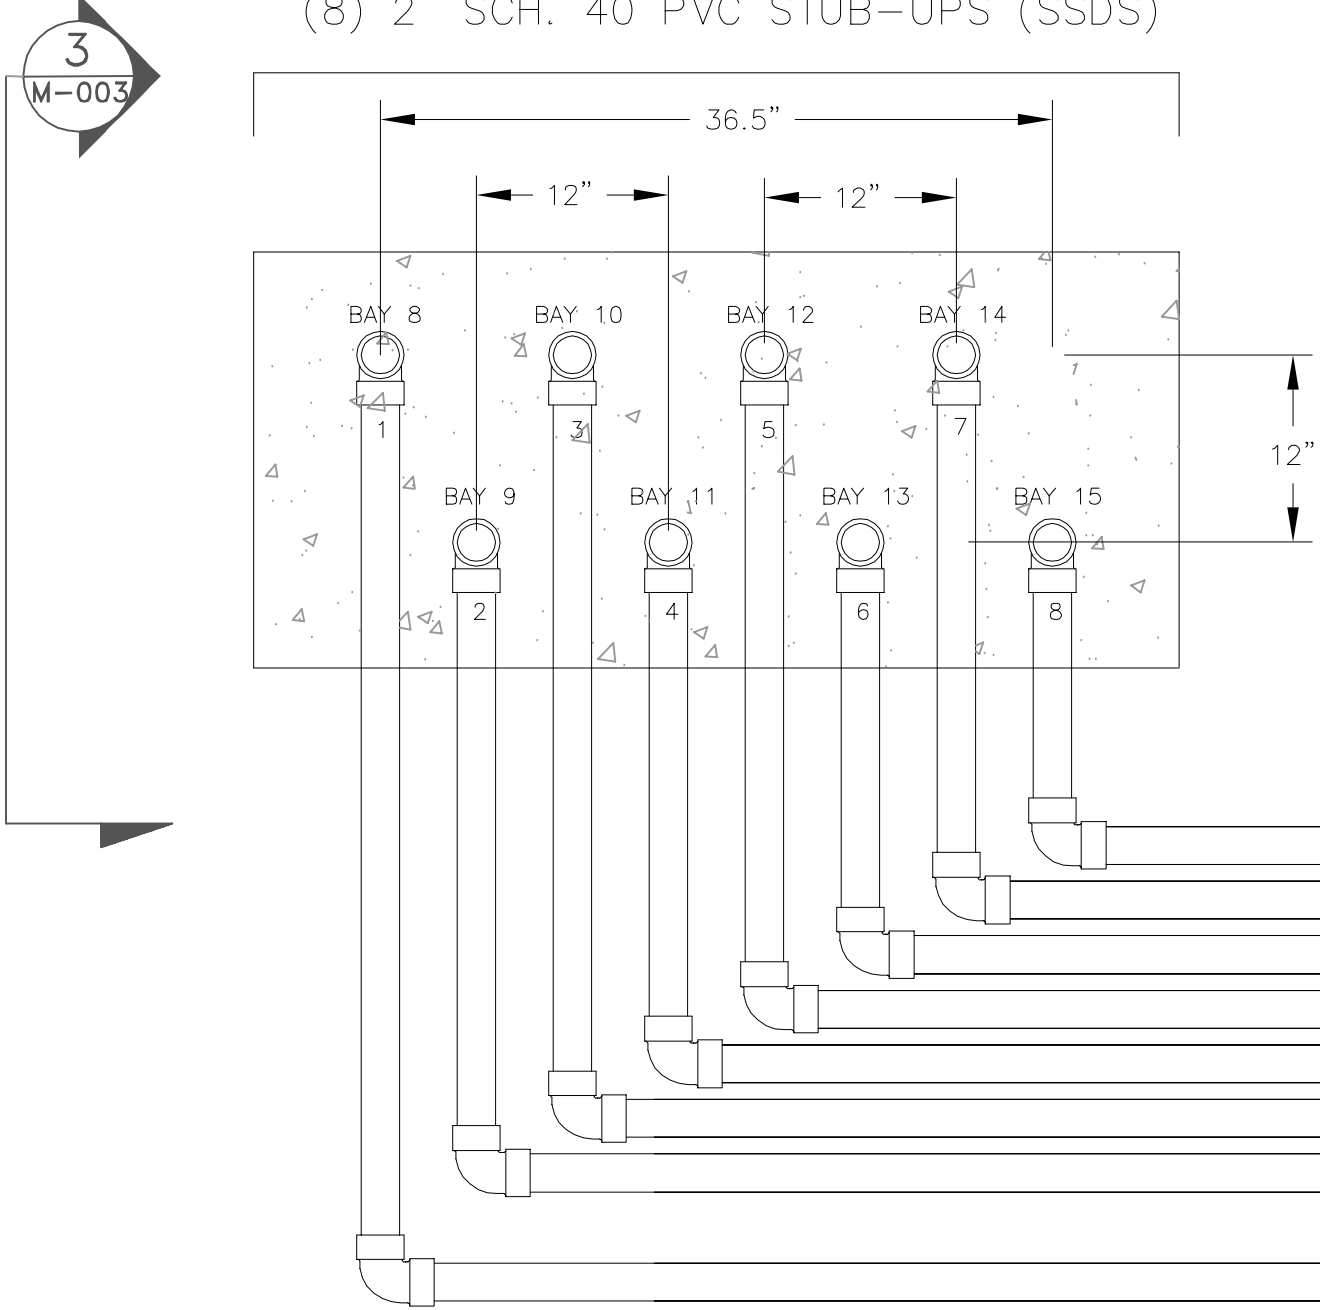 (8) 2 SCH. 40 PVC STUB-UPS (SSDS)
3
M-003
36.5”
12” 12”
BAY 8 BAY 10 BAY 12 BAY 14
1 3 5 7
12”
BAY 9 BAY 11 BAY 13 BAY 15
2 4 6 8